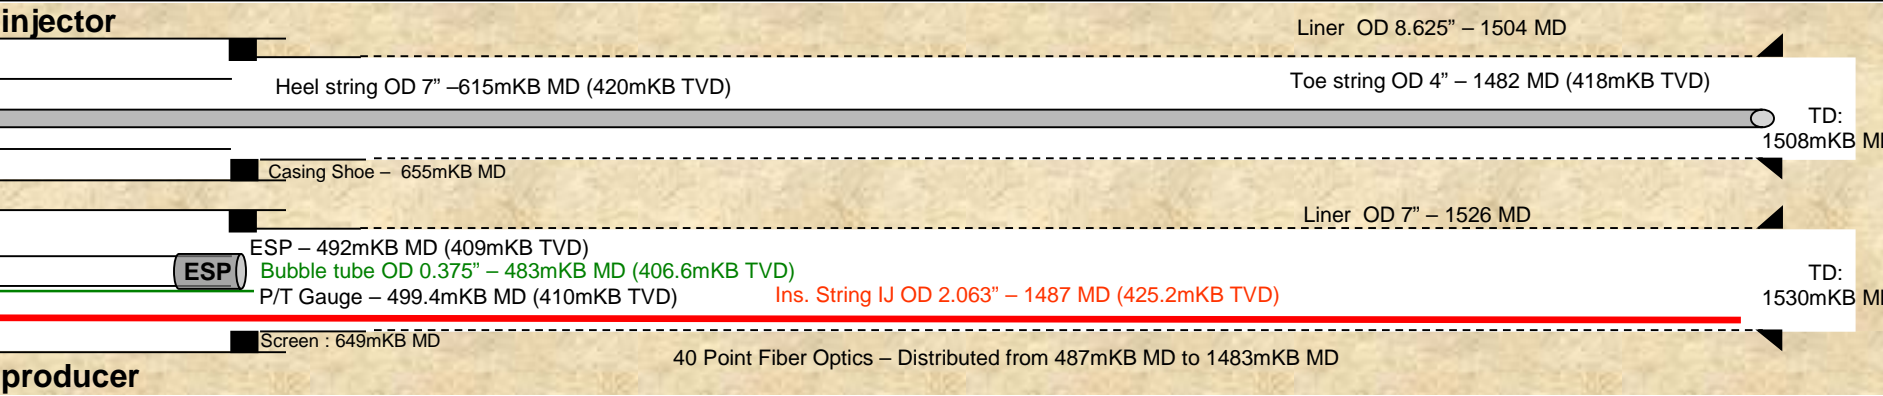 injector
Liner  OD 8.625” – 1504 MD
Heel string OD 7” –615mKB MD (420mKB TVD)
Toe string OD 4” – 1482 MD (418mKB TVD)
TD:
1508mKB MD
Casing Shoe –  655mKB MD
Liner  OD 7” – 1526 MD
ESP – 492mKB MD (409mKB TVD)
ESP
Bubble tube OD 0.375” – 483mKB MD (406.6mKB TVD)
P/T Gauge – 499.4mKB MD (410mKB TVD)
Ins. String IJ OD 2.063” – 1487 MD (425.2mKB TVD)
TD:
1530mKB MD
Screen : 649mKB MD
40 Point Fiber Optics – Distributed from 487mKB MD to 1483mKB MD
producer